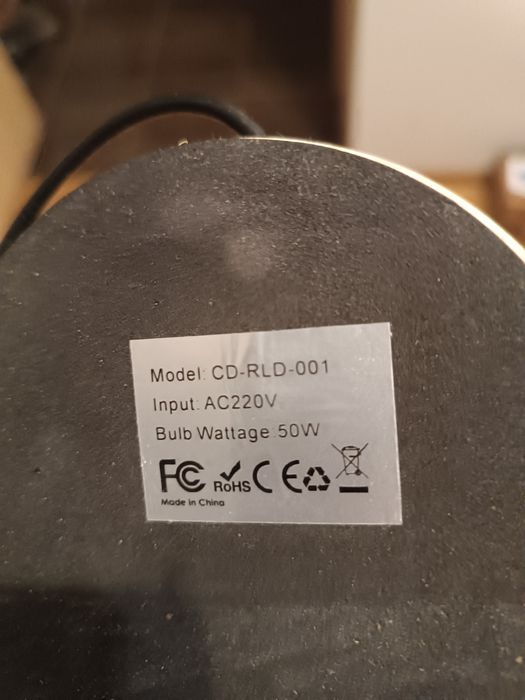 Model: CD-RLD-001
Input: AC220V
Bulb Wattage: 50W
FC RoHS CE
Made in China